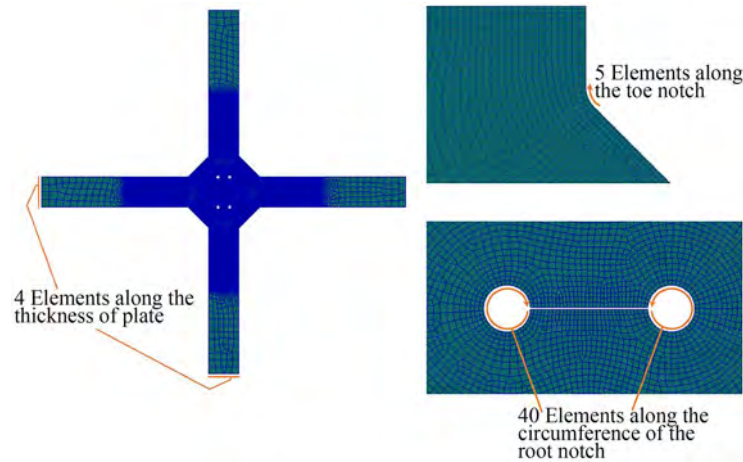 5 Elements along
the toe notch
4 Elements along the
thickness of plate
40 Elements along the
circumference of the
root notch